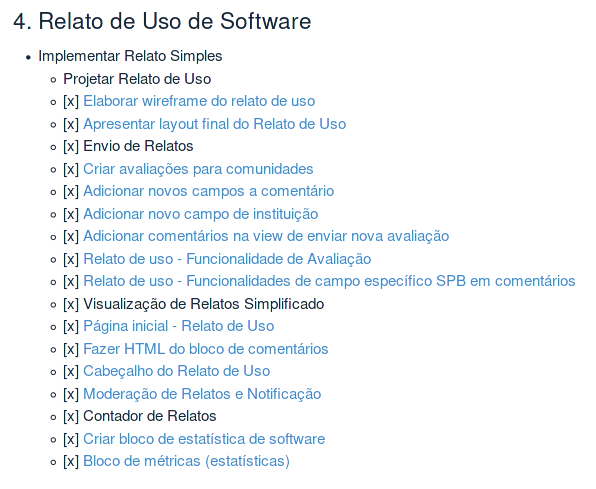 4. Relato de Uso de Software
• Implementar Relato Simples
◦ Projetar Relato de Uso
◦ [x] Elaborar wireframe do relato de uso
◦ [x] Apresentar layout final do Relato de Uso
◦ [x] Envio de Relatos
◦ [x] Criar avaliações para comunidades
◦ [x] Adicionar novos campos a comentário
◦ [x] Adicionar novo campo de instituição
◦ [x] Adicionar comentários na view de enviar nova avaliação
◦ [x] Relato de uso - Funcionalidade de Avaliação
◦ [x] Relato de uso - Funcionalidades de campo específico SPB em comentários
◦ [x] Visualização de Relatos Simplificado
◦ [x] Página inicial - Relato de Uso
◦ [x] Fazer HTML do bloco de comentários
◦ [x] Cabeçalho do Relato de Uso
◦ [x] Moderação de Relatos e Notificação
◦ [x] Contador de Relatos
◦ [x] Criar bloco de estatística de software
◦ [x] Bloco de métricas (estatísticas)